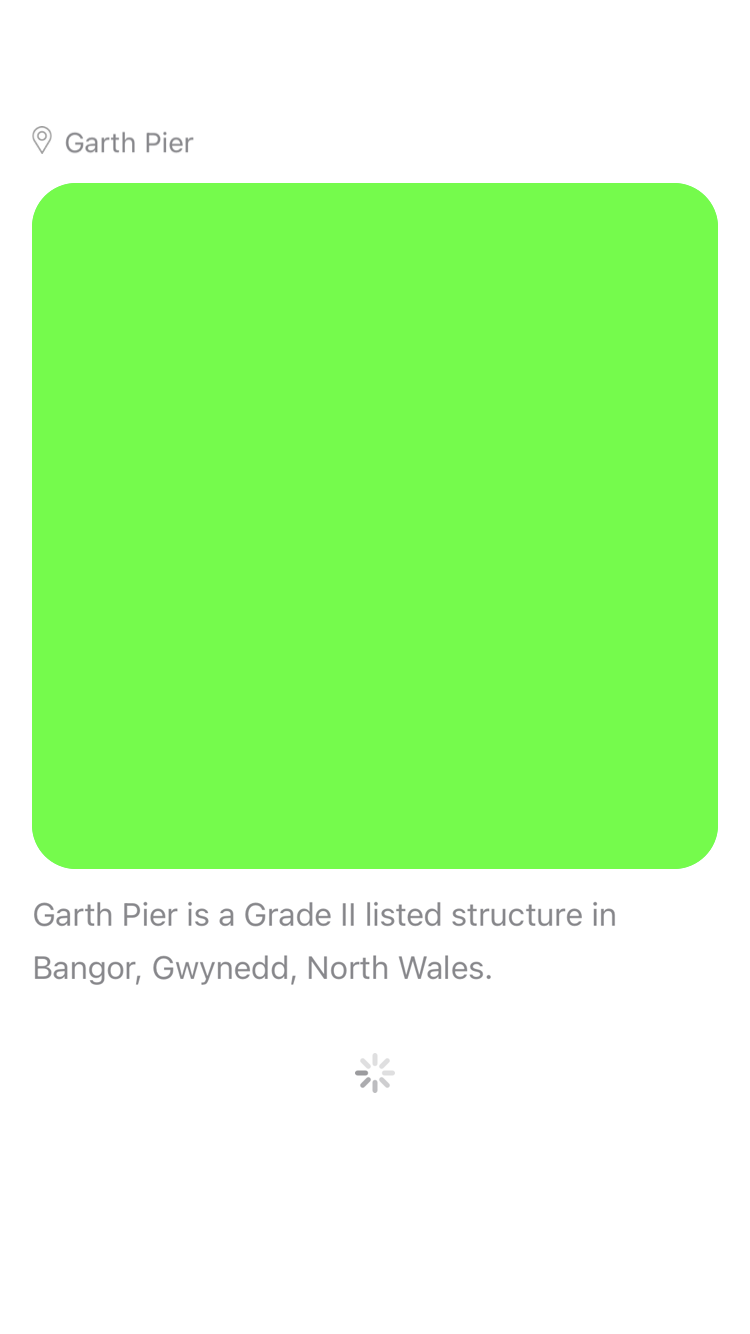 Garth Pier
Garth Pier is a Grade II listed structure in
Bangor, Gwynedd, North Wales.